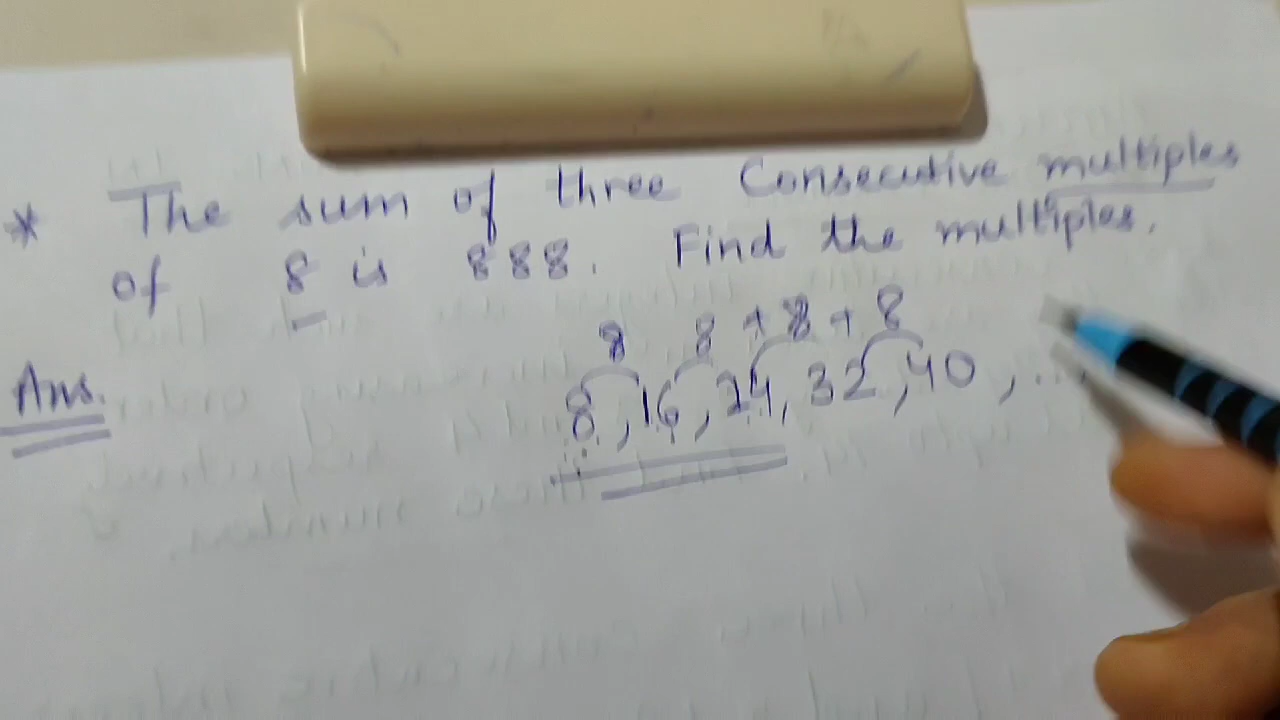 * The sum of three Consecutive multiples
of 8 is 888. Find the multiples.
Ans.
8 8 + 8 + 8
8, 16, 24, 32, 40, ...